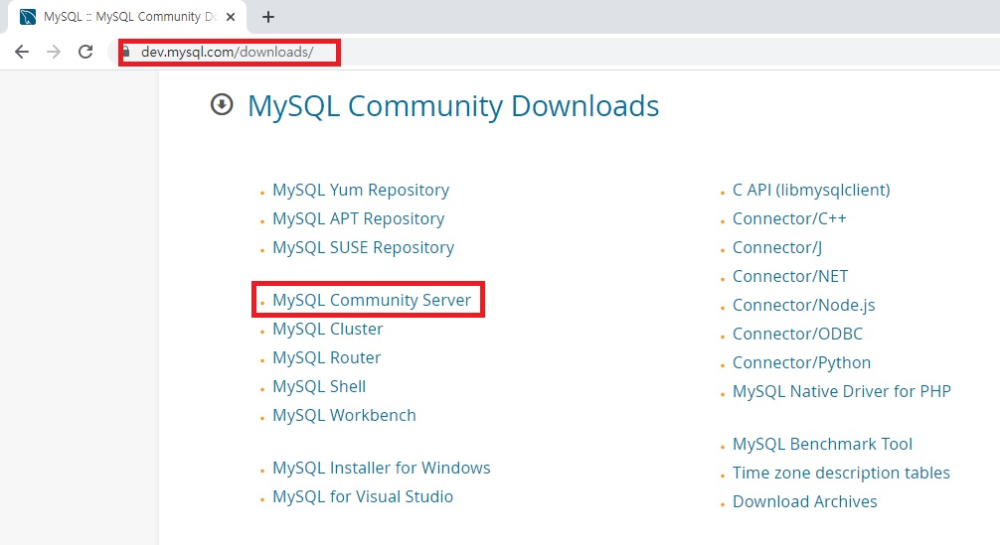 MySQL :: MySQL Community Do
dev.mysql.com/downloads/
MySQL Community Downloads
MySQL Yum Repository
MySQL APT Repository
MySQL SUSE Repository
MySQL Community Server
MySQL Cluster
MySQL Router
MySQL Shell
MySQL Workbench
MySQL Installer for Windows
MySQL for Visual Studio
C API (libmysqlclient)
Connector/C++
Connector/J
Connector/NET
Connector/Node.js
Connector/ODBC
Connector/Python
MySQL Native Driver for PHP
MySQL Benchmark Tool
Time zone description tables
Download Archives